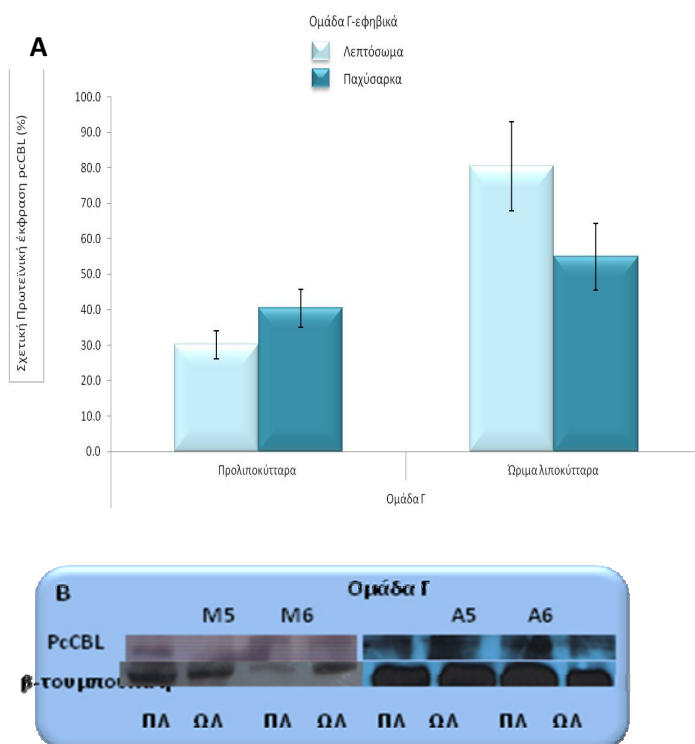 Ομάδα Γ-εφηβικά
A
Λεπτόσωμα
Παχύσαρκα
Σχετική Πρωτεϊνική έκφραση pcCBL (%)
100.0
90.0
80.0
70.0
60.0
50.0
40.0
30.0
20.0
10.0
0.0
Προλιποκύτταρα Ώριμα λιποκύτταρα
Ομάδα Γ
B Ομάδα Γ
M5 M6 A5 A6
PcCBL
ΠΛ ΩΛ ΠΛ ΩΛ ΠΛ ΩΛ ΠΛ ΩΛ